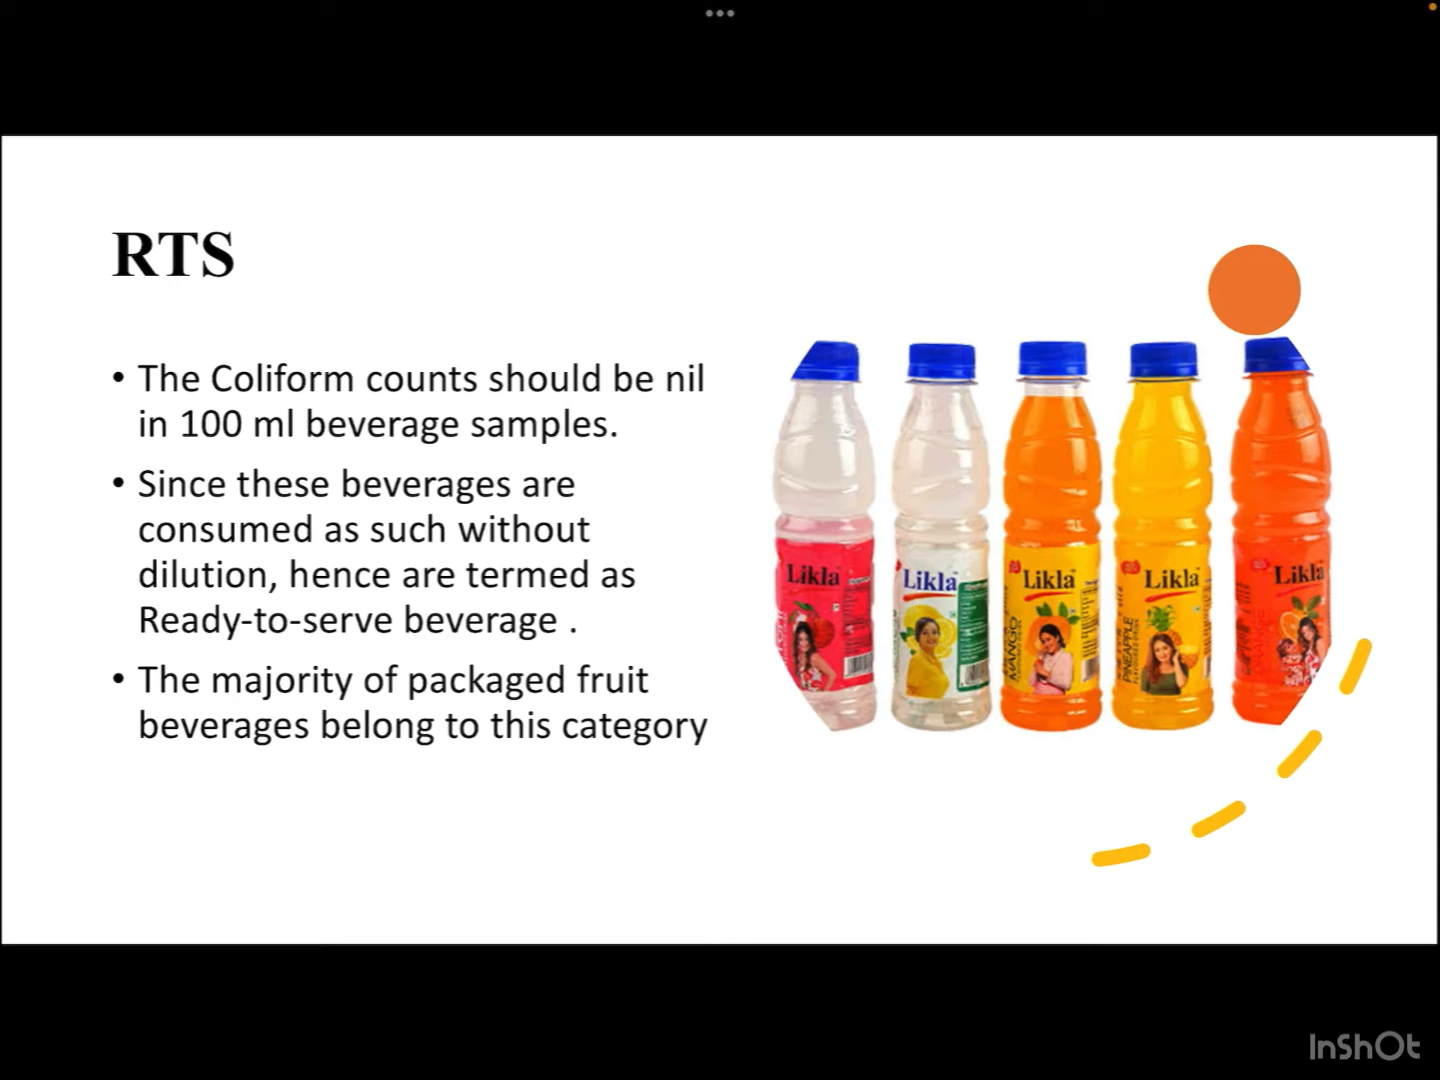 RTS
• The Coliform counts should be nil
in 100 ml beverage samples.
• Since these beverages are
consumed as such without
dilution, hence are termed as
Ready-to-serve beverage .
• The majority of packaged fruit
beverages belong to this category
Likla
Likla
Likla
MANGO
Likla
PINEAPPLE
Likla
InShOt